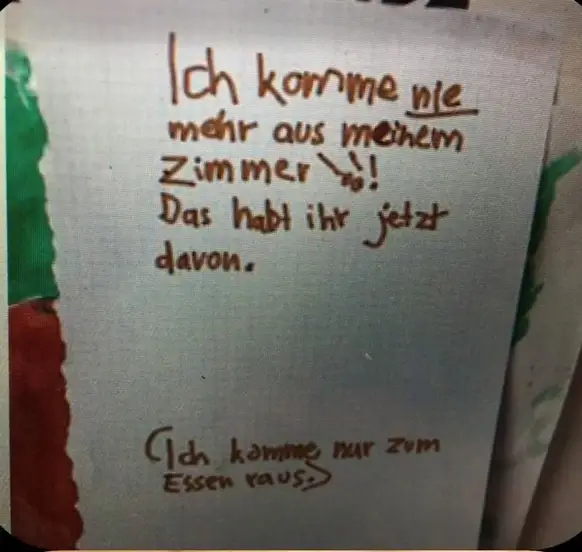 Ich komme nie
mehr aus meinem
Zimmer!!!
Das habt ihr jetzt
davon.
(Ich komme nur zum
Essen raus.)